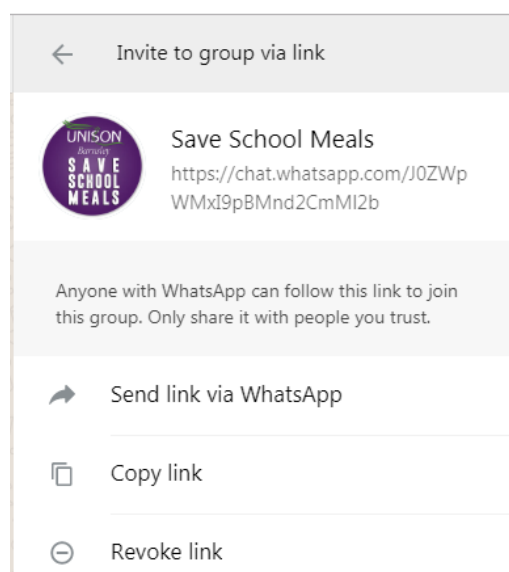 Invite to group via link
UNISON
Barnsley
SAVE
SCHOOL
MEALS
Save School Meals
https://chat.whatsapp.com/J0ZWp
WMxI9pBMnd2CmMI2b
Anyone with WhatsApp can follow this link to join
this group. Only share it with people you trust.
Send link via WhatsApp
Copy link
Revoke link